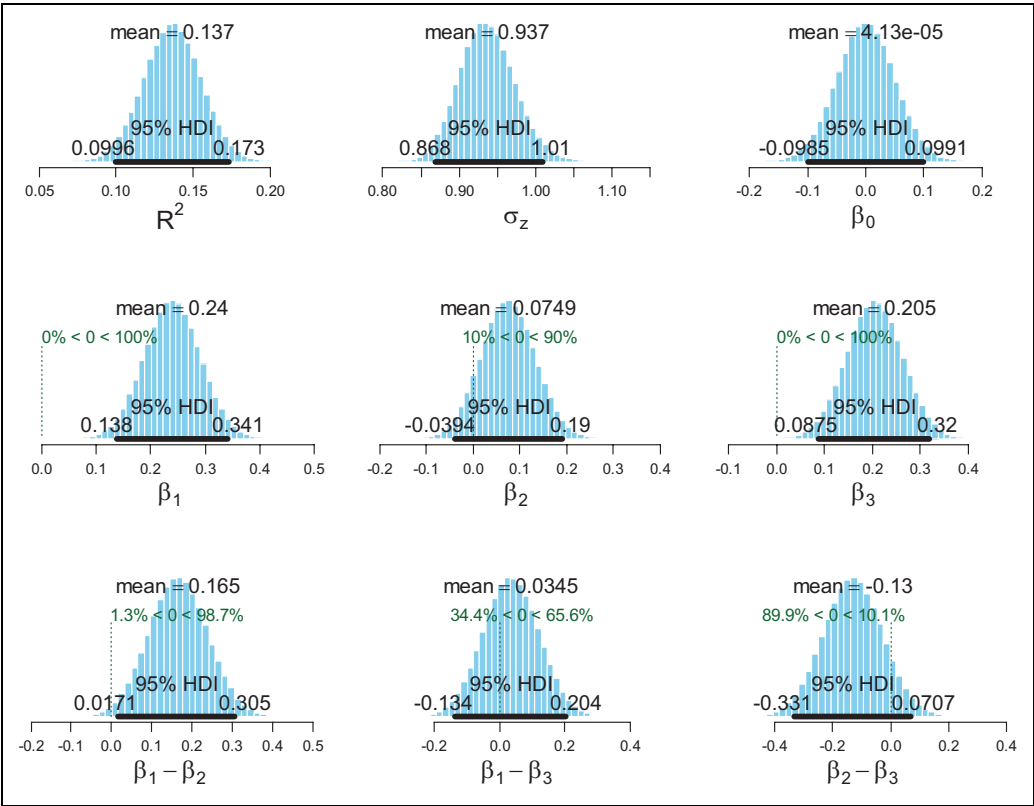 mean = 0.137
95% HDI
0.0996 0.173
0.05 0.10 0.15 0.20
R²
mean = 0.937
95% HDI
0.868 1.01
0.80 0.90 1.00 1.10
σz
mean = 4.13e-05
95% HDI
-0.0985 0.0991
-0.2 -0.1 0.0 0.1 0.2
β0
mean = 0.24
0% < 0 < 100%
95% HDI
0.138 0.341
0.0 0.1 0.2 0.3 0.4 0.5
β1
mean = 0.0749
10% < 0 < 90%
95% HDI
-0.0394 0.19
-0.2 -0.1 0.0 0.1 0.2 0.3 0.4
β2
mean = 0.205
0% < 0 < 100%
95% HDI
0.0875 0.32
-0.1 0.0 0.1 0.2 0.3 0.4
β3
mean = 0.165
1.3% < 0 < 98.7%
95% HDI
0.0171 0.305
-0.2 -0.1 0.0 0.1 0.2 0.3 0.4 0.5
β1 − β2
mean = 0.0345
34.4% < 0 < 65.6%
95% HDI
-0.134 0.204
-0.2 0.0 0.2 0.4
β1 − β3
mean = -0.13
89.9% < 0 < 10.1%
95% HDI
-0.331 0.0707
-0.4 -0.2 0.0 0.2 0.4
β2 − β3